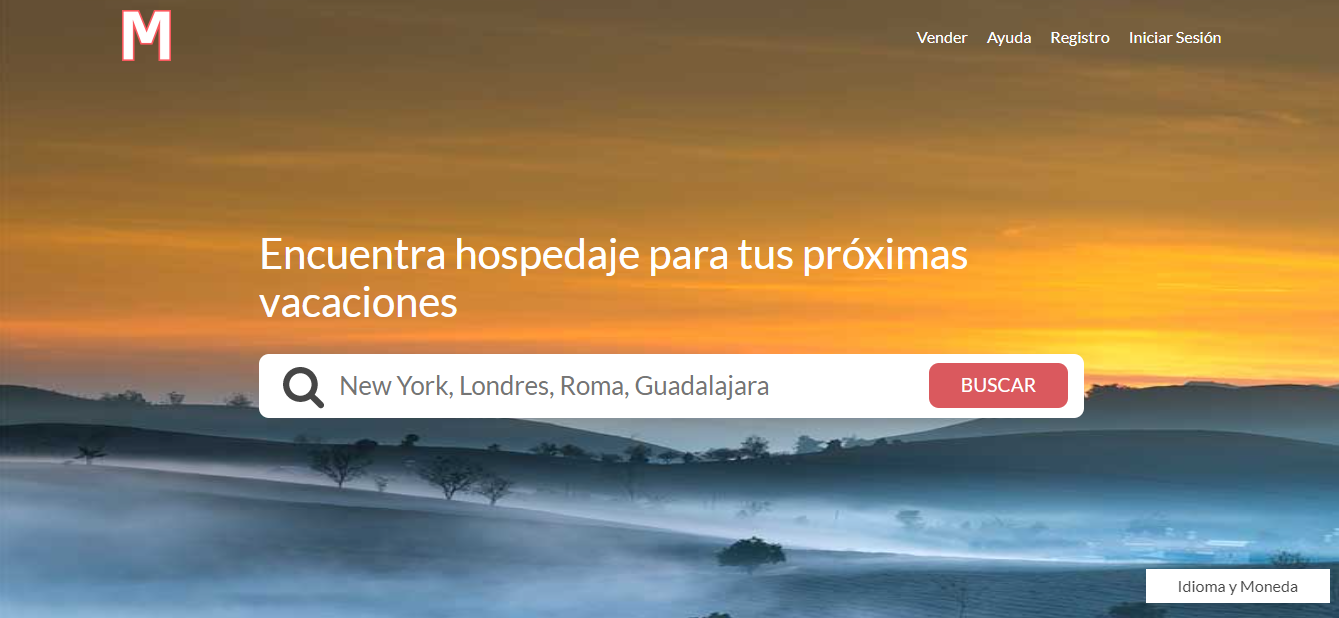 M
Vender Ayuda Registro Iniciar Sesión
Encuentra hospedaje para tus próximas
vacaciones
New York, Londres, Roma, Guadalajara
BUSCAR
Idioma y Moneda